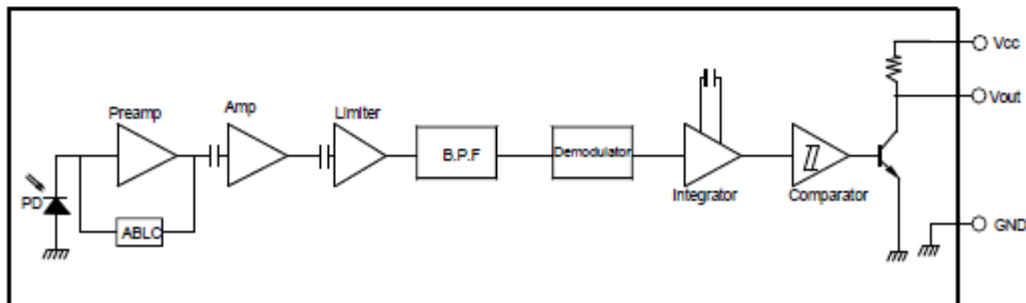 Vcc
Vout
Preamp
Amp
Limiter
B.P.F
Demodulator
Integrator
Comparator
PD
ABLC
GND